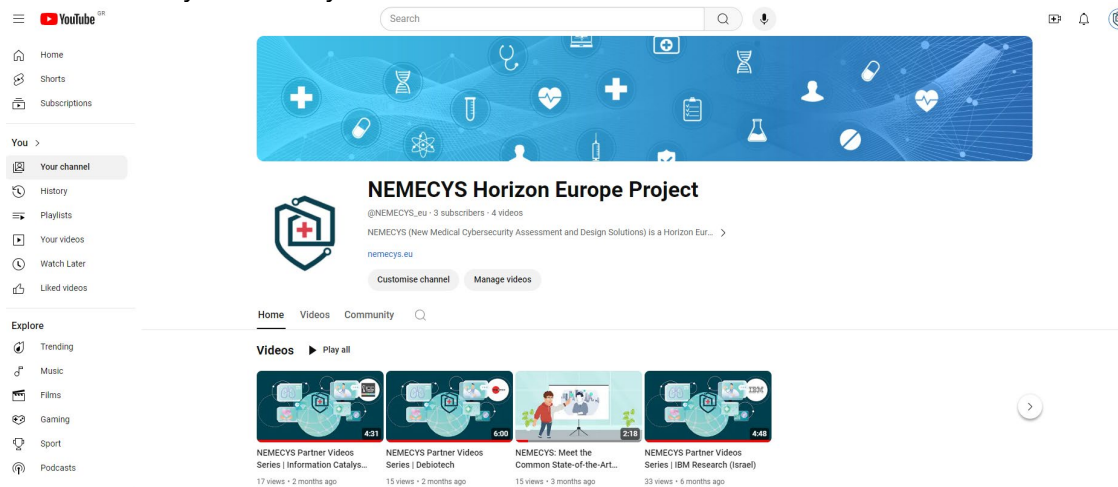 YouTube GR
Search
Home
Shorts
Subscriptions
You
Your channel
History
Playlists
Your videos
Watch Later
Liked videos
Explore
Trending
Music
Films
Gaming
Sport
Podcasts
NEMECYS Horizon Europe Project
@NEMECYS_eu · 3 subscribers · 4 videos
NEMECYS (New Medical Cybersecurity Assessment and Design Solutions) is a Horizon Eur...
nemecys.eu
Customise channel Manage videos
Home Videos Community
Videos Play all
4:31
6:00
2:18
IBM
4:48
NEMECYS Partner Videos
Series | Information Catalys...
17 views • 2 months ago
NEMECYS Partner Videos
Series | Debiotech
15 views • 2 months ago
NEMECYS: Meet the
Common State-of-the-Art...
15 views • 3 months ago
NEMECYS Partner Videos
Series | IBM Research (Israel)
33 views • 6 months ago